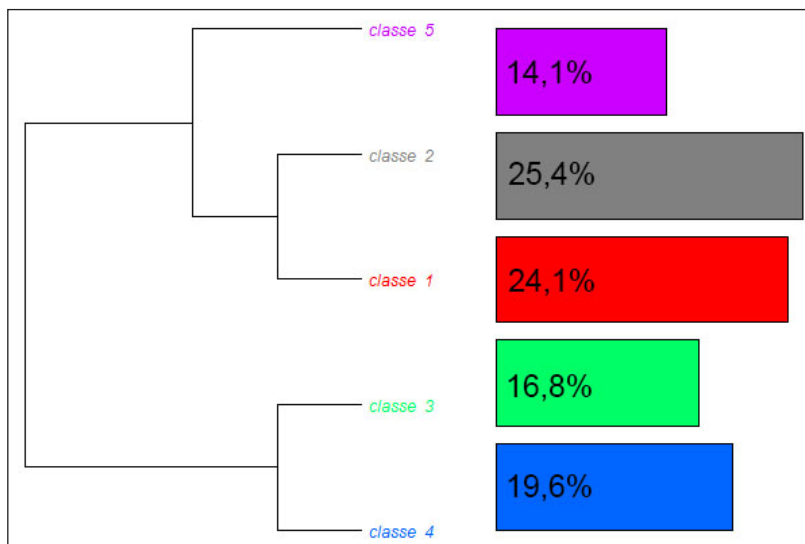 classe 5
14,1%
classe 2
25,4%
classe 1
24,1%
classe 3
16,8%
classe 4
19,6%